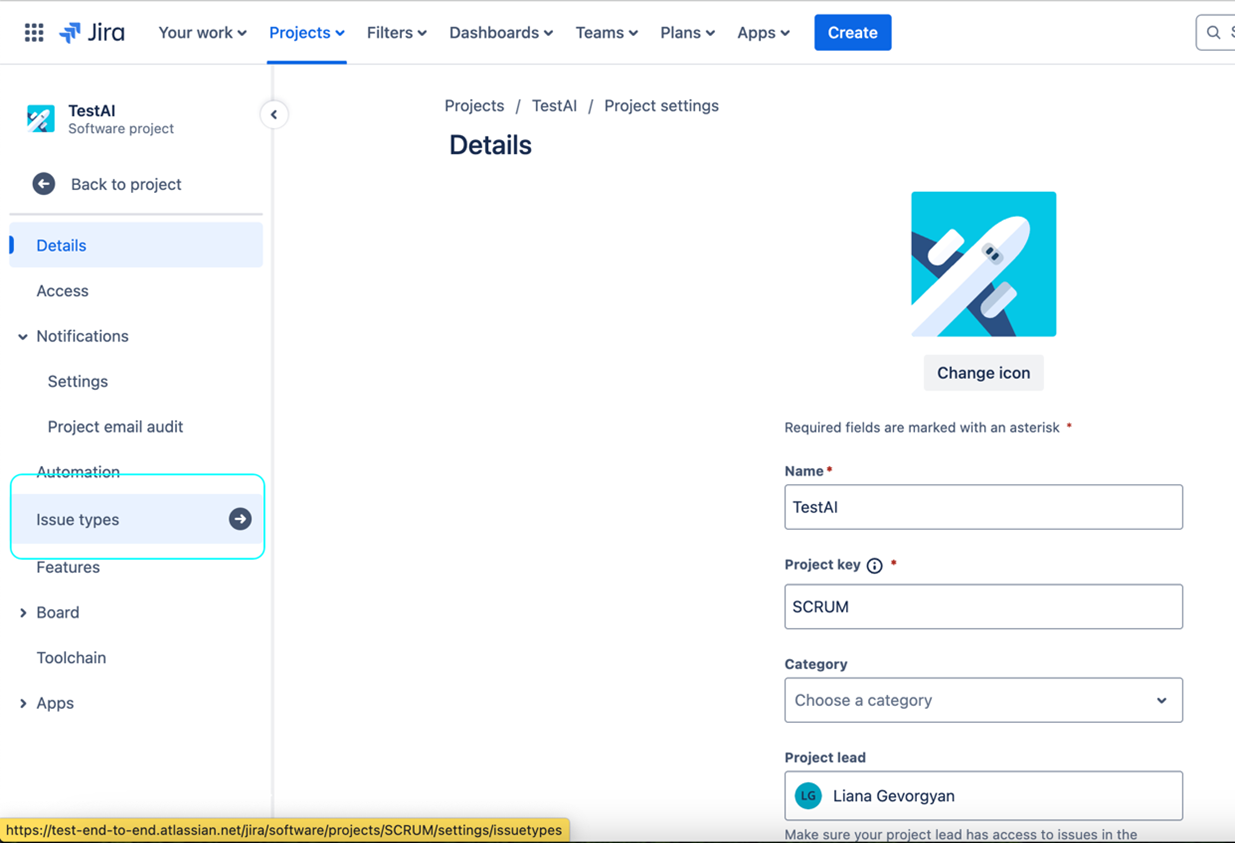 Jira Your work Projects Filters Dashboards Teams Plans Apps Create
TestAI
Software project
Back to project
Details
Access
Notifications
Settings
Project email audit
Automation
Issue types
Features
Board
Toolchain
Apps
Projects / TestAI / Project settings
Details
Change icon
Required fields are marked with an asterisk *
Name *
TestAI
Project key *
SCRUM
Category
Choose a category
Project lead
LG Liana Gevorgyan
Make sure your project lead has access to issues in the
https://test-end-to-end.atlassian.net/jira/software/projects/SCRUM/settings/issuetypes